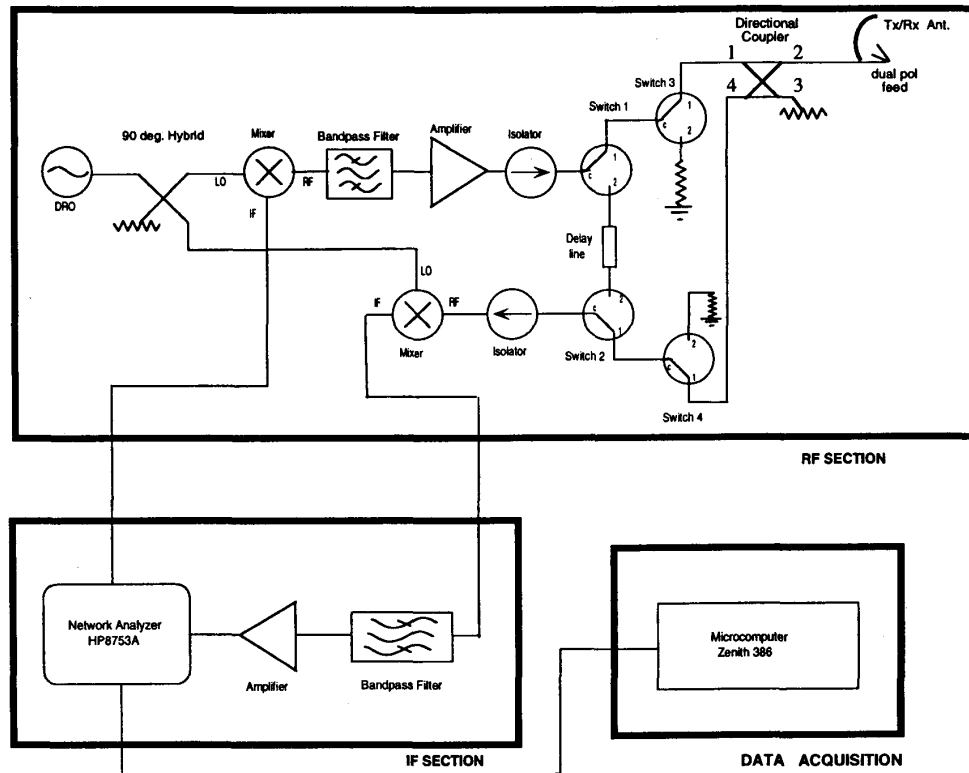 Directional
Coupler
Tx/Rx Ant.
1
2
4
3
dual pol
feed
Switch 3
1
c
2
Switch 1
Isolator
Amplifier
Bandpass Filter
Mixer
90 deg. Hybrid
DRO
LO
RF
IF
c
1
2
Delay
line
LO
IF
RF
Mixer
Isolator
2
c
1
Switch 2
2
c
1
Switch 4
RF SECTION
Network Analyzer
HP8753A
Amplifier
Bandpass Filter
IF SECTION
Microcomputer
Zenith 386
DATA ACQUISITION